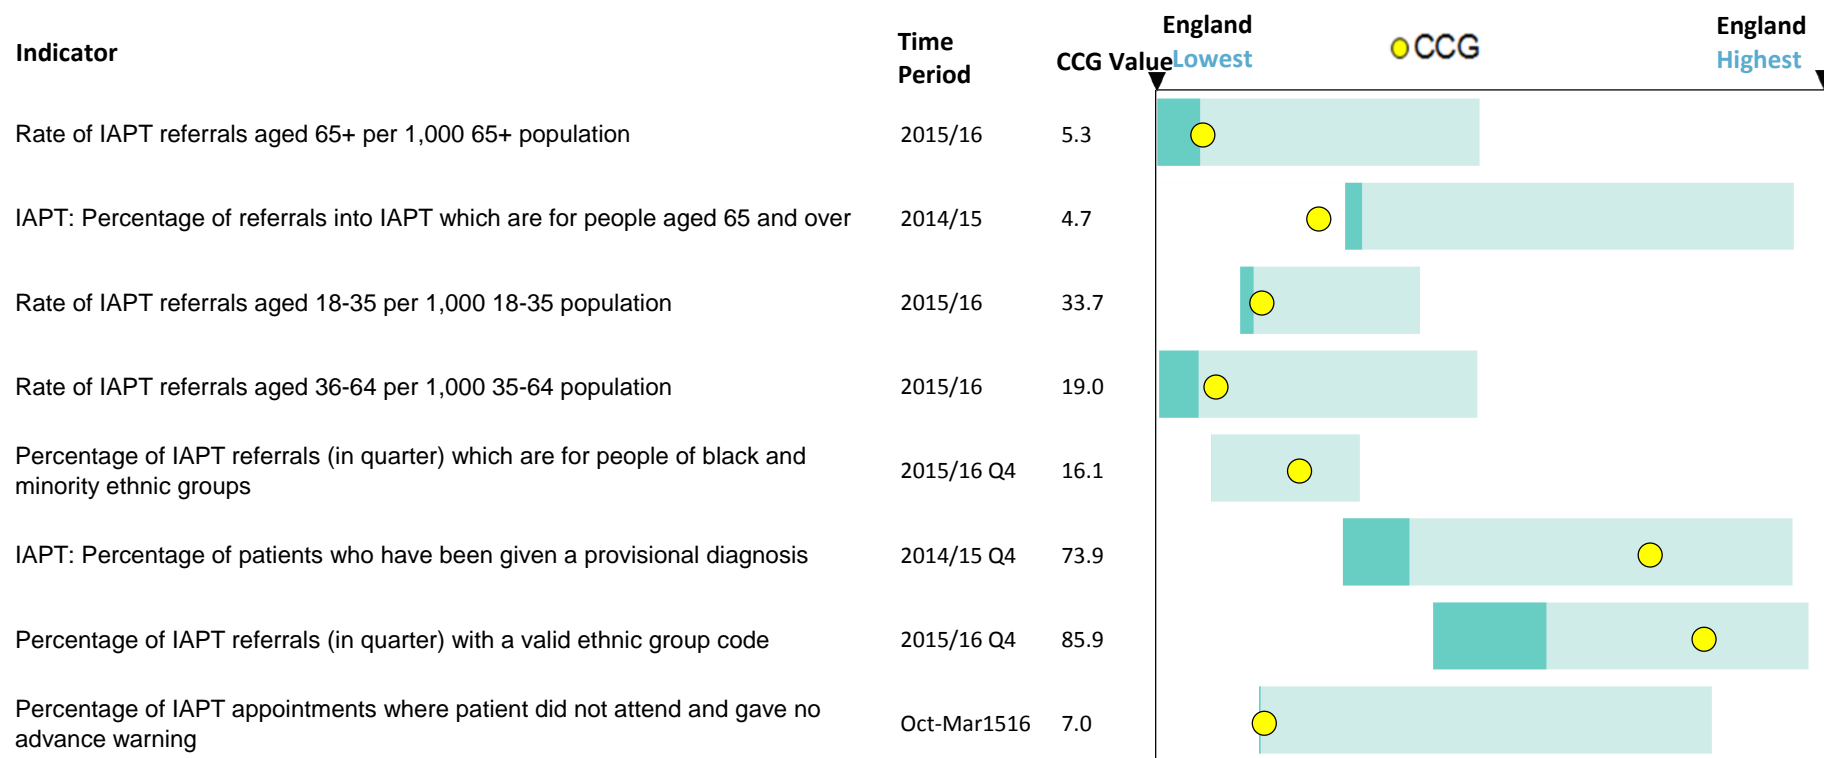 Indicator
Time
Period
CCG Value
England
Lowest
CCG
England
Highest
Rate of IAPT referrals aged 65+ per 1,000 65+ population 2015/16 5.3
IAPT: Percentage of referrals into IAPT which are for people aged 65 and over 2014/15 4.7
Rate of IAPT referrals aged 18-35 per 1,000 18-35 population 2015/16 33.7
Rate of IAPT referrals aged 36-64 per 1,000 35-64 population 2015/16 19.0
Percentage of IAPT referrals (in quarter) which are for people of black and
minority ethnic groups
2015/16 Q4 16.1
IAPT: Percentage of patients who have been given a provisional diagnosis 2014/15 Q4 73.9
Percentage of IAPT referrals (in quarter) with a valid ethnic group code 2015/16 Q4 85.9
Percentage of IAPT appointments where patient did not attend and gave no
advance warning
Oct-Mar1516 7.0